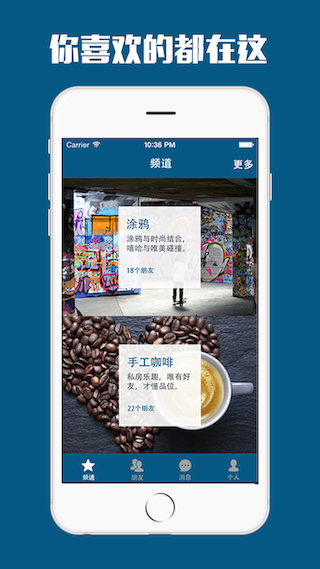 你喜欢的都在这
Carrier 10:36 PM
频道 更多
涂鸦
涂鸦与时尚结合，
嘻哈与唯美碰撞。
18个朋友
手工咖啡
私房乐趣，唯有好
友，才懂品位。
22个朋友
频道 朋友 消息 个人